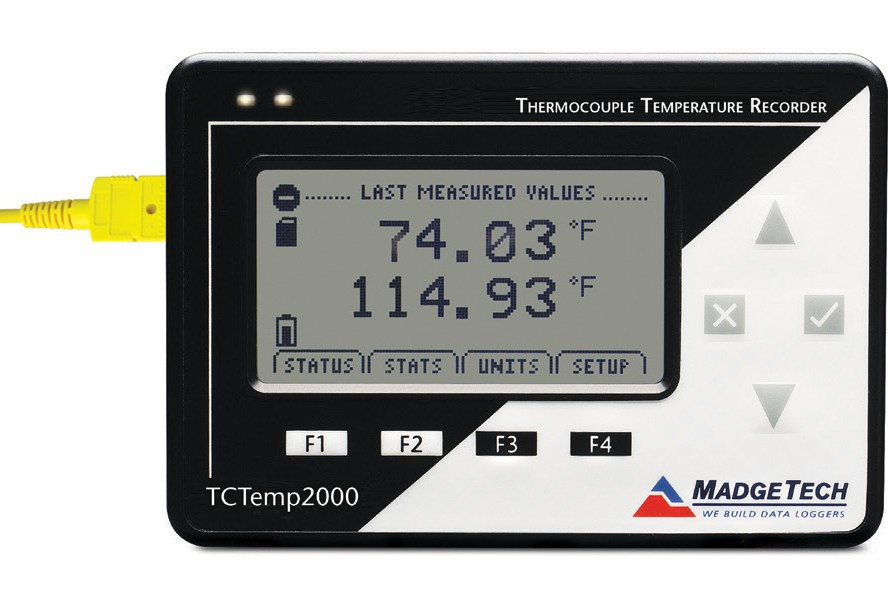 THERMOCOUPLE TEMPERATURE RECORDER
........ LAST MEASURED VALUES ........
74.03 °F
114.93 °F
STATUS STATS UNITS SETUP
F1 F2 F3 F4
TCTemp2000
MADGETECH
WE BUILD DATA LOGGERS